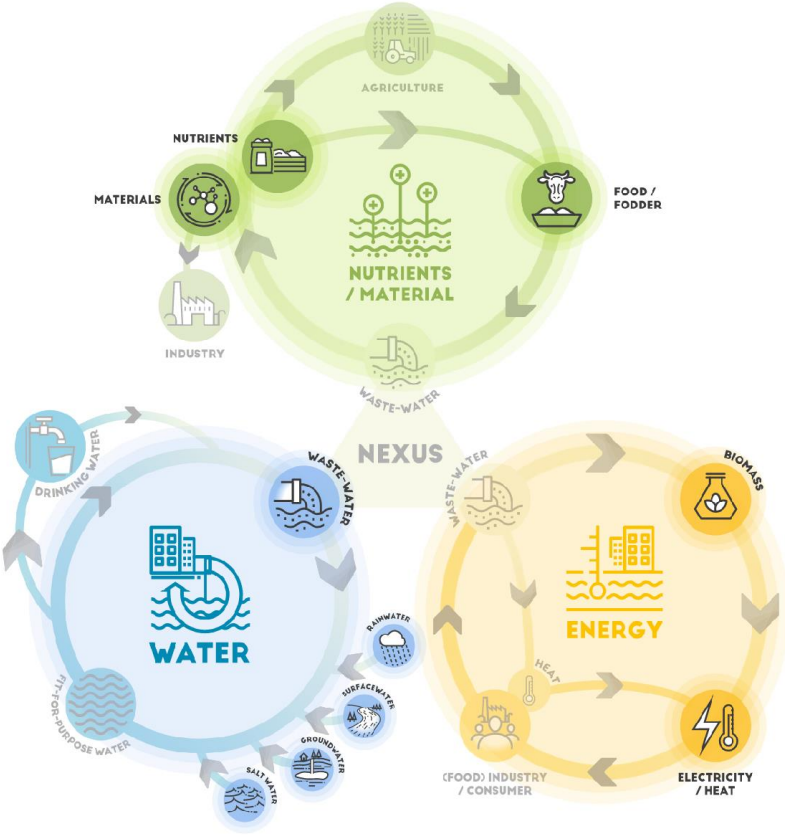 AGRICULTURE
NUTRIENTS
MATERIALS
FOOD /
FODDER
NUTRIENTS
/ MATERIAL
INDUSTRY
WASTE-WATER
NEXUS
DRINKING WATER
WASTE-WATER
WATER
FIT-FOR-PURPOSE WATER
RAINWATER
SURFACEWATER
GROUNDWATER
SALT WATER
WASTE-WATER
BIOMASS
ENERGY
HEAT
(FOOD) INDUSTRY
/ CONSUMER
ELECTRICITY
/ HEAT